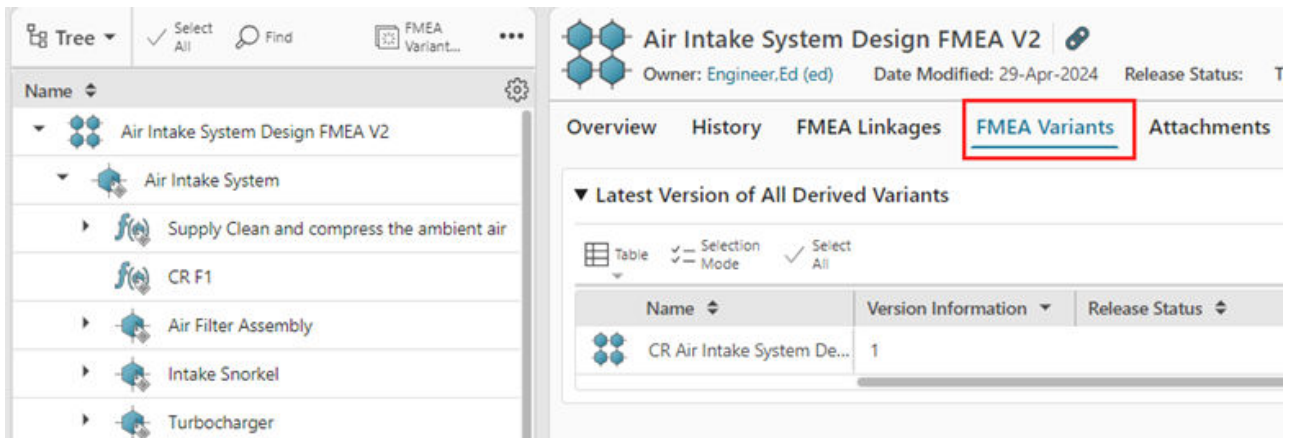 Tree
Select All
Find
FMEA Variant...
Name
Air Intake System Design FMEA V2
Air Intake System
f(x) Supply Clean and compress the ambient air
f(x) CR F1
Air Filter Assembly
Intake Snorkel
Turbocharger
Air Intake System Design FMEA V2
Owner: Engineer,Ed (ed) Date Modified: 29-Apr-2024 Release Status: T
Overview History FMEA Linkages FMEA Variants Attachments
Latest Version of All Derived Variants
Table
Selection Mode
Select All
Name Version Information Release Status
CR Air Intake System De... 1